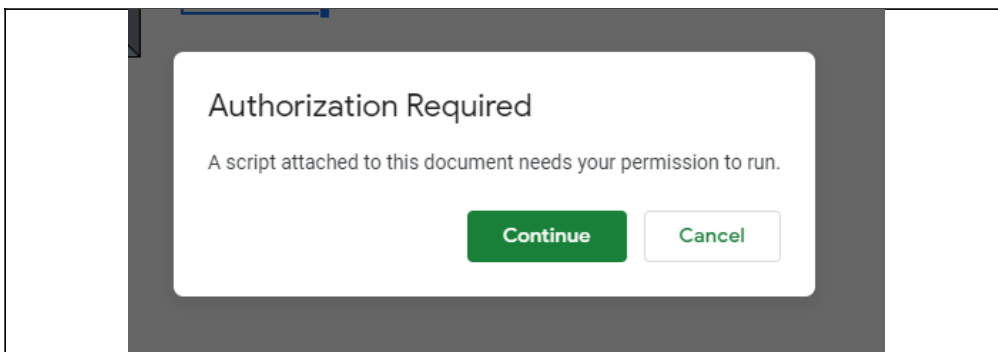 Authorization Required
A script attached to this document needs your permission to run.
Continue Cancel